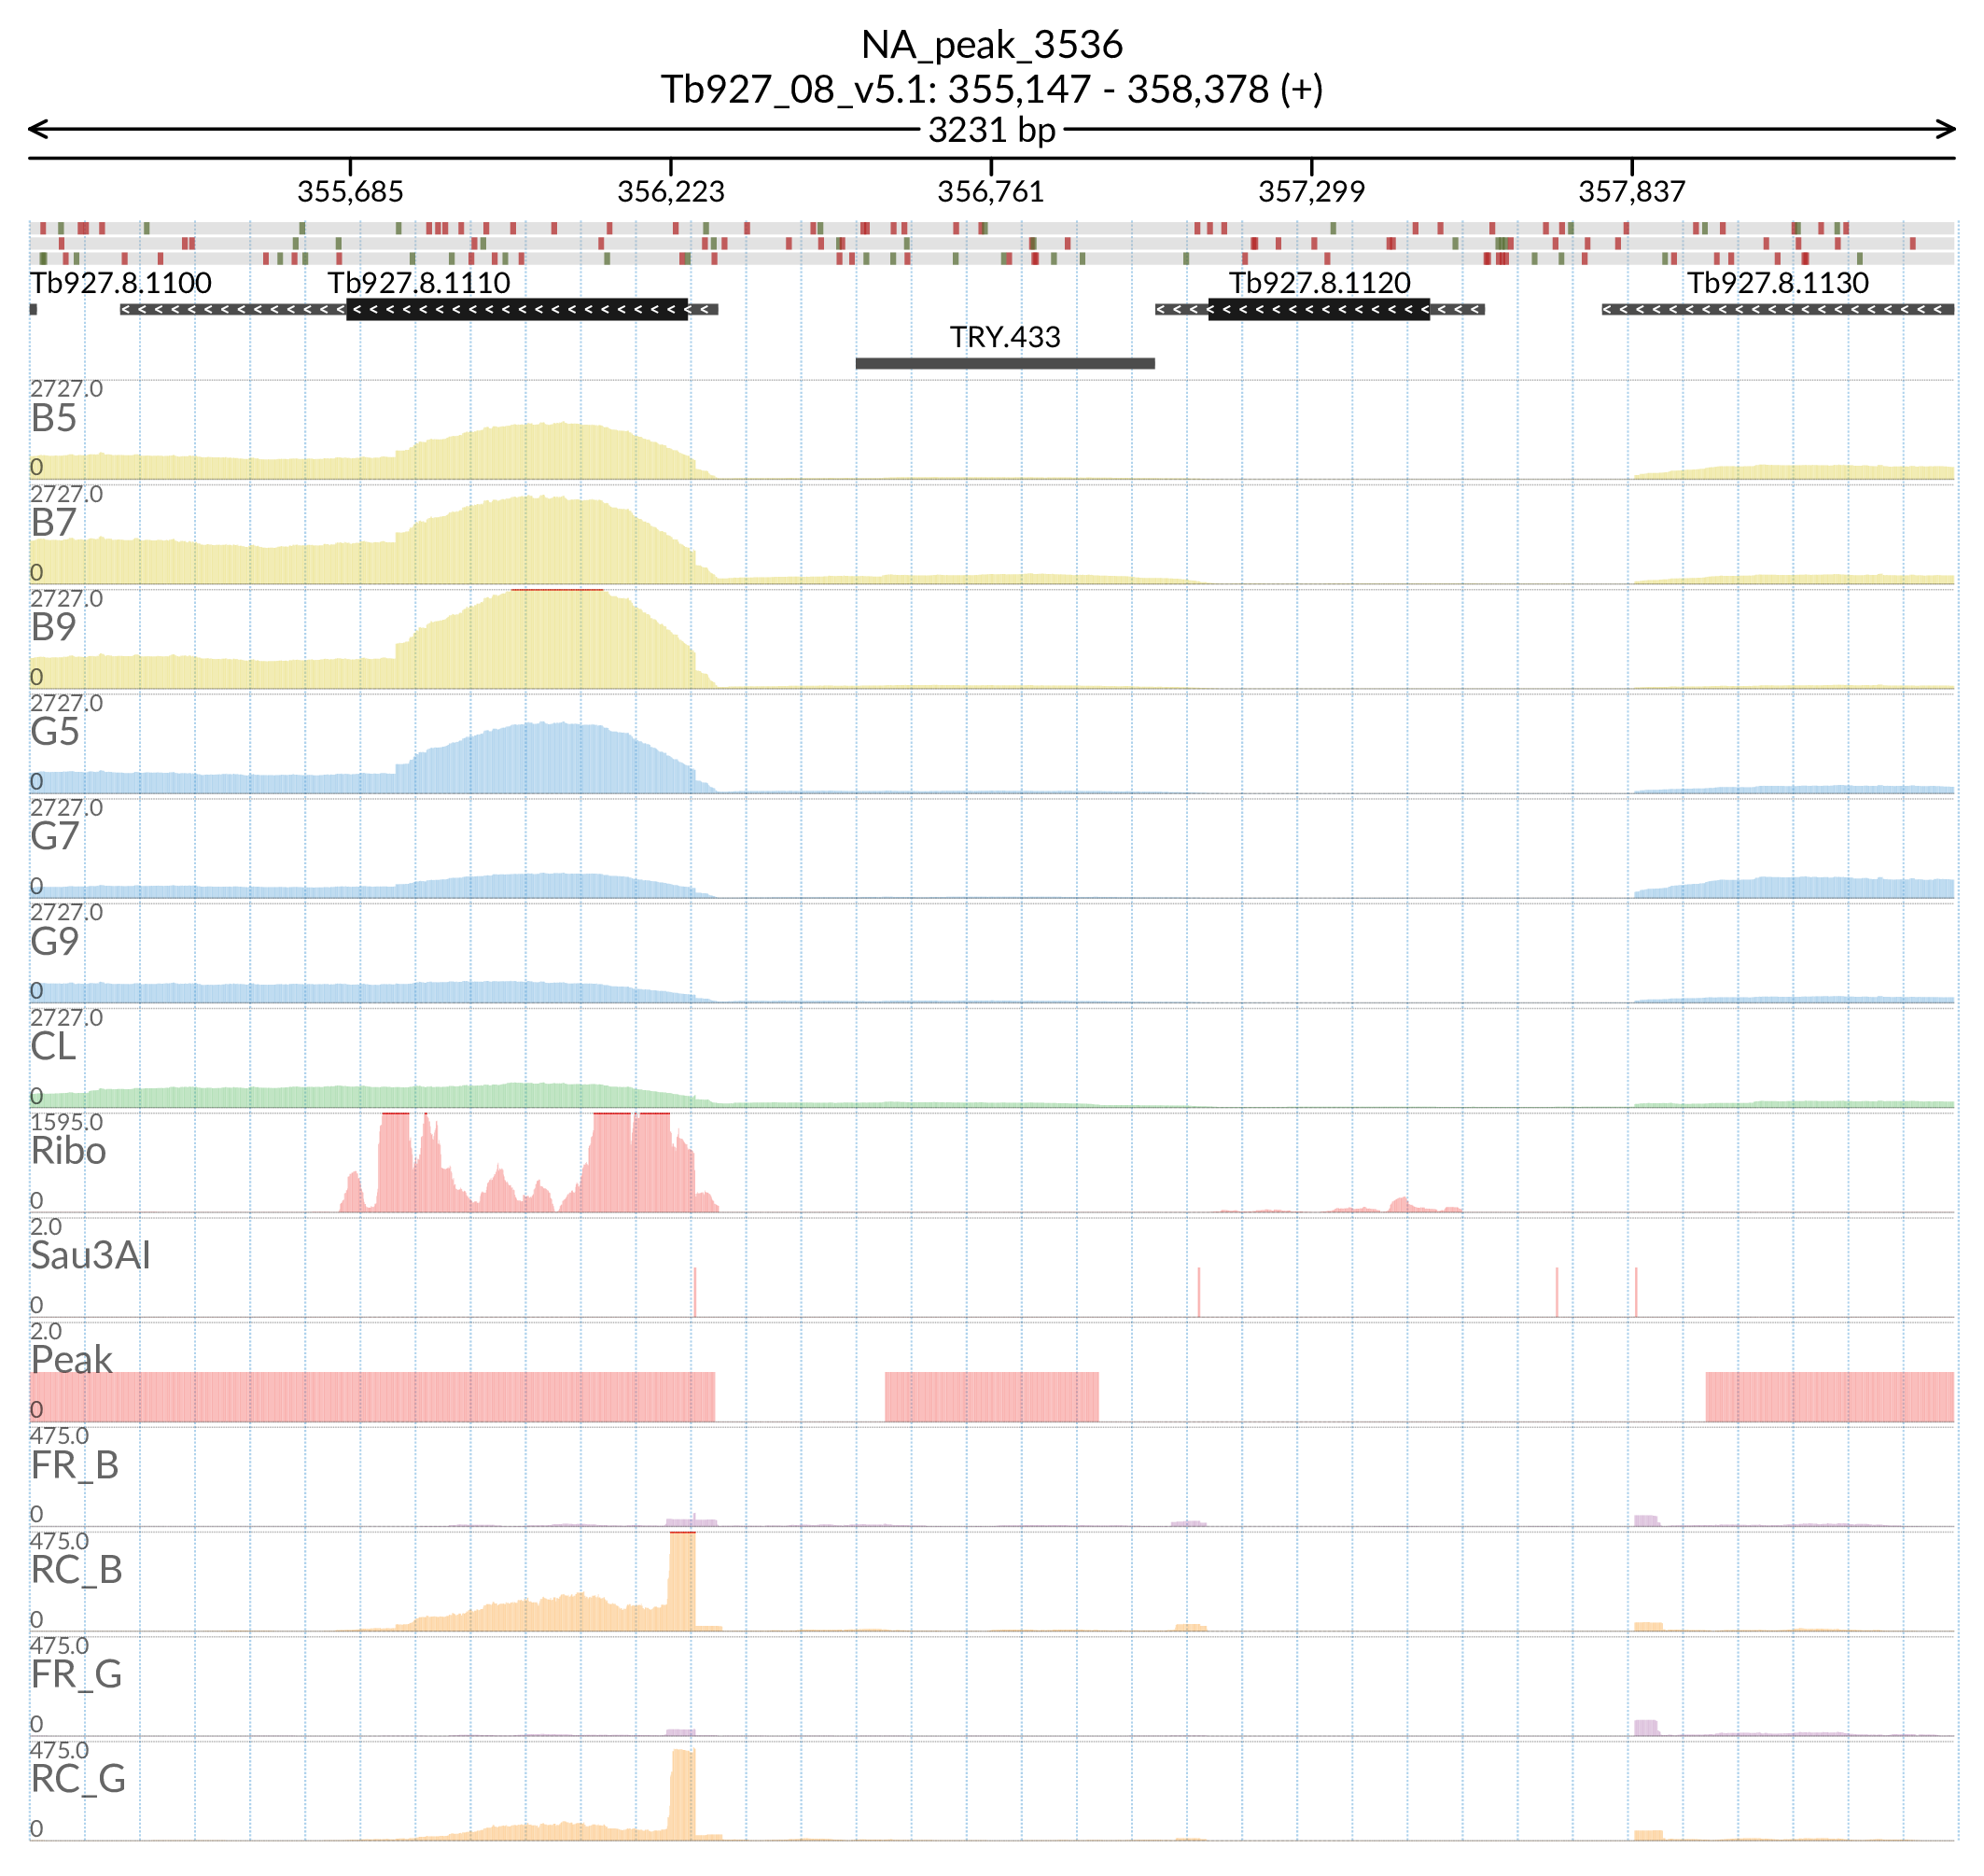 NA_peak_3536
Tb927_08_v5.1: 355,147 - 358,378 (+)
3231 bp
355,685 356,223 356,761 357,299 357,837
Tb927.8.1100 Tb927.8.1110 Tb927.8.1120 Tb927.8.1130
TRY.433
2727.0
B5
0
2727.0
B7
0
2727.0
B9
0
2727.0
G5
0
2727.0
G7
0
2727.0
G9
0
2727.0
CL
0
1595.0
Ribo
0
2.0
Sau3AI
0
2.0
Peak
0
475.0
FR_B
0
475.0
RC_B
0
475.0
FR_G
0
475.0
RC_G
0